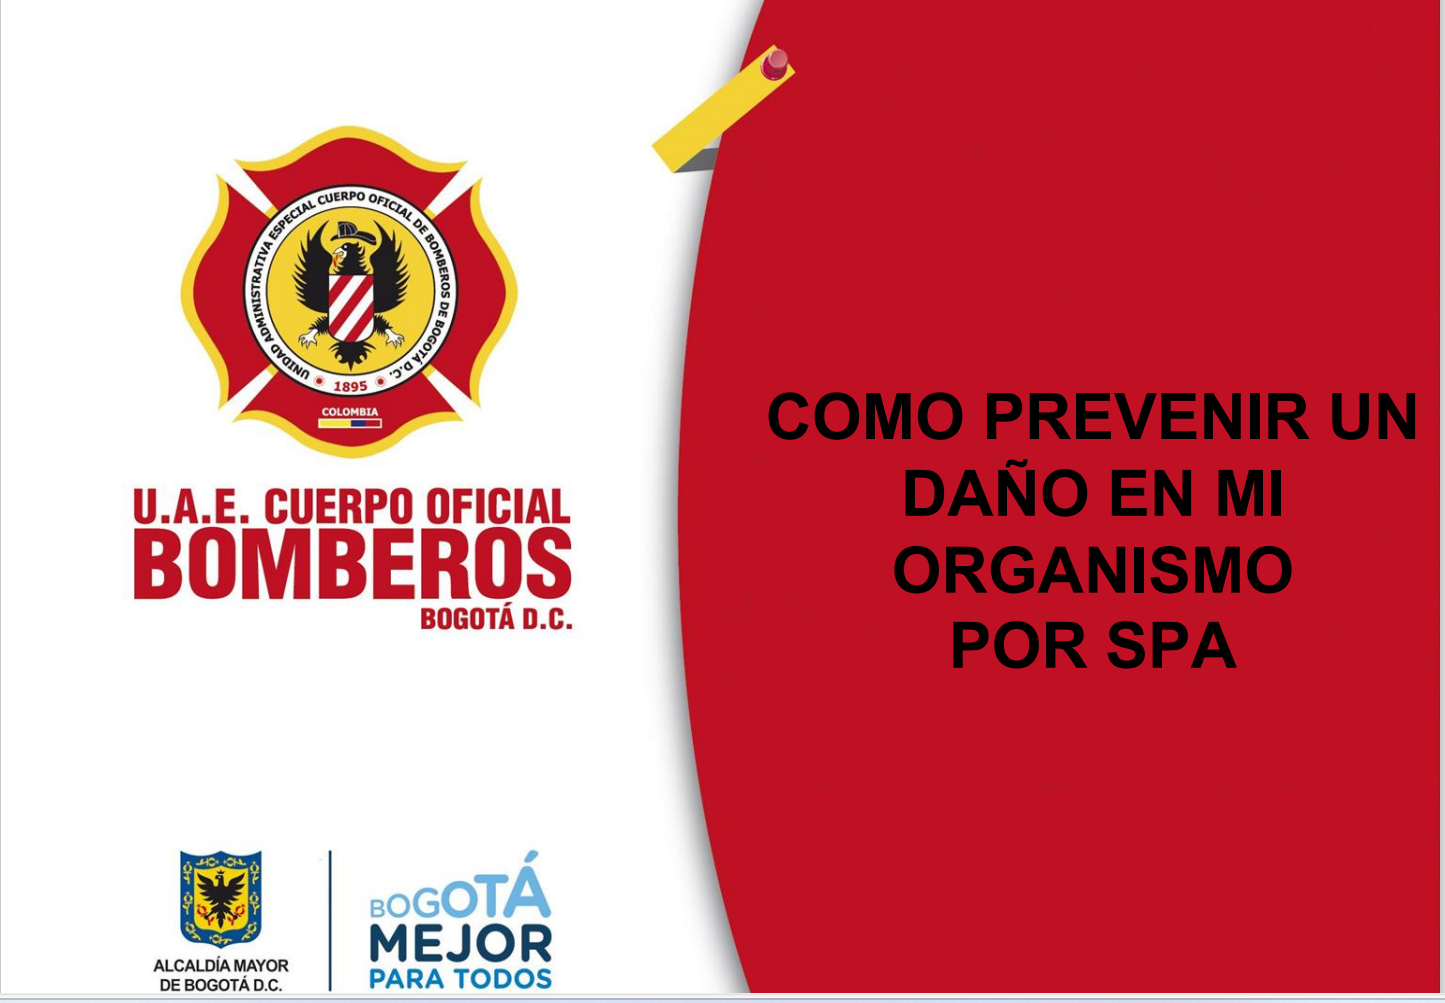 UNIDAD ADMINISTRATIVA ESPECIAL CUERPO OFICIAL DE BOMBEROS DE BOGOTÁ D.C.
1895
COLOMBIA
U.A.E. CUERPO OFICIAL
BOMBEROS
BOGOTÁ D.C.
COMO PREVENIR UN
DAÑO EN MI
ORGANISMO
POR SPA
ALCALDÍA MAYOR
DE BOGOTÁ D.C.
BOGOTÁ
MEJOR
PARA TODOS